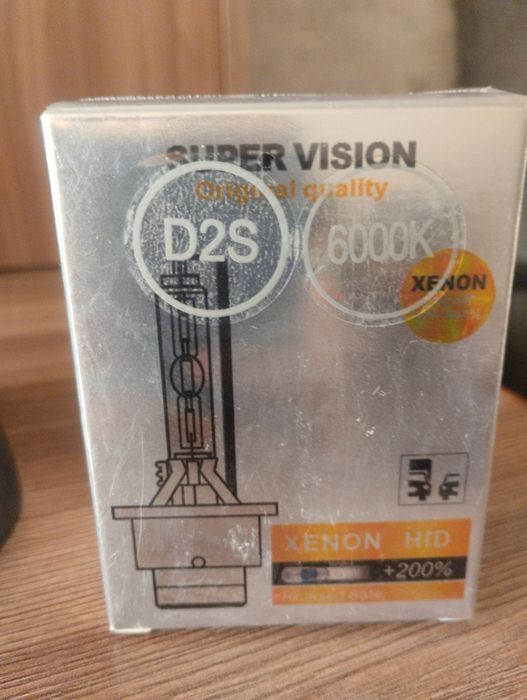 SUPER VISION
Original quality
D2S
6000K
XENON
XENON HID
+200%